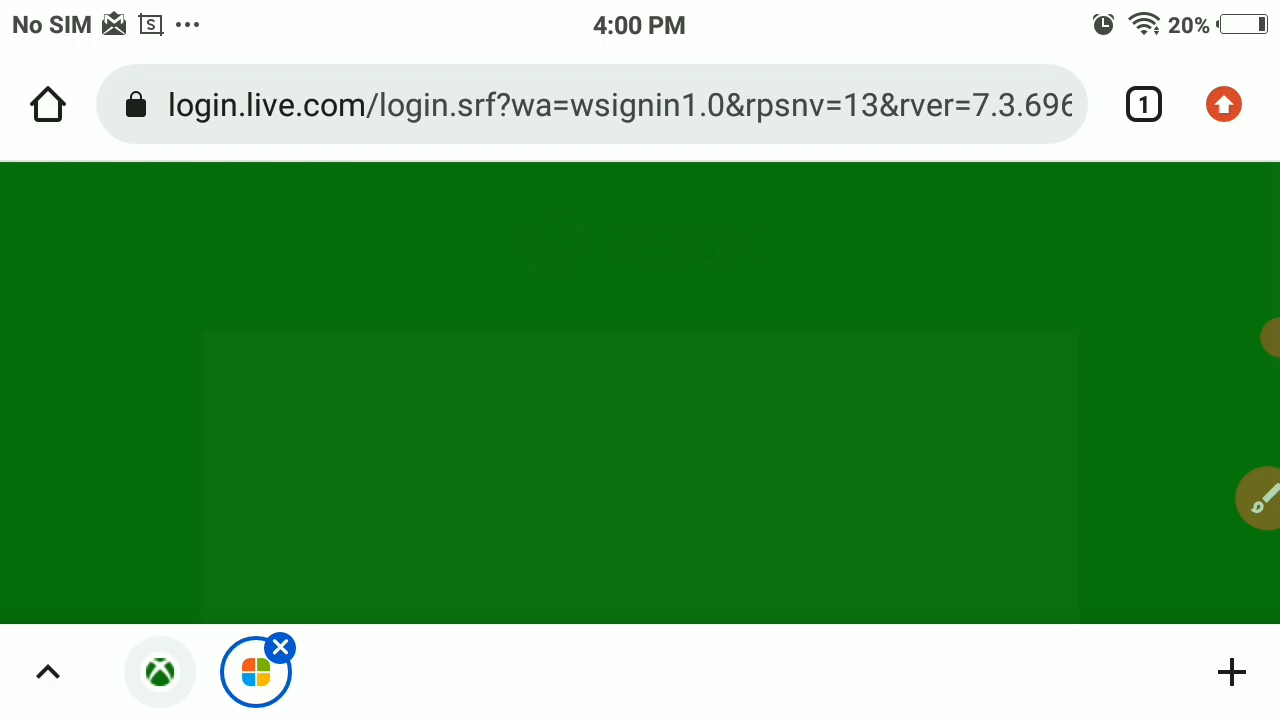 No SIM S 4:00 PM 20%
login.live.com/login.srf?wa=wsignin1.0&rpsnv=13&rver=7.3.696 1
XBOX